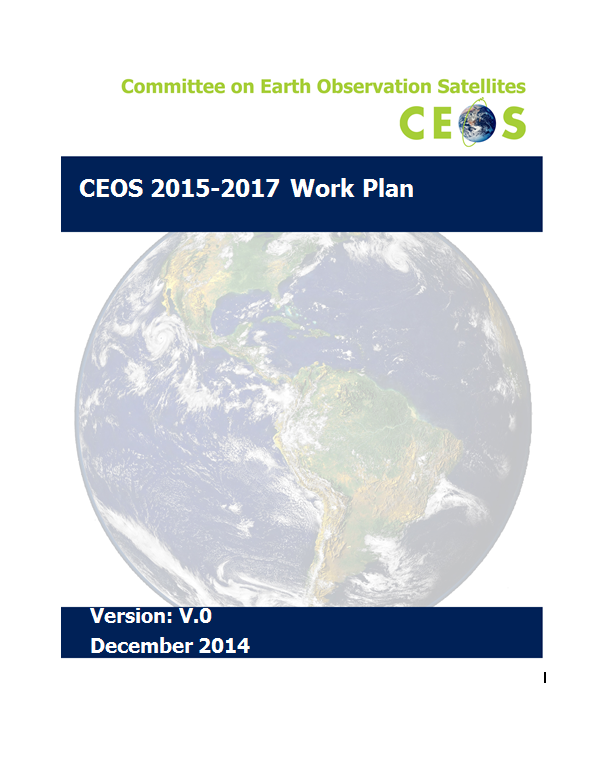 Committee on Earth Observation Satellites
CEOS
CEOS 2015-2017 Work Plan
Version: V.0
December 2014